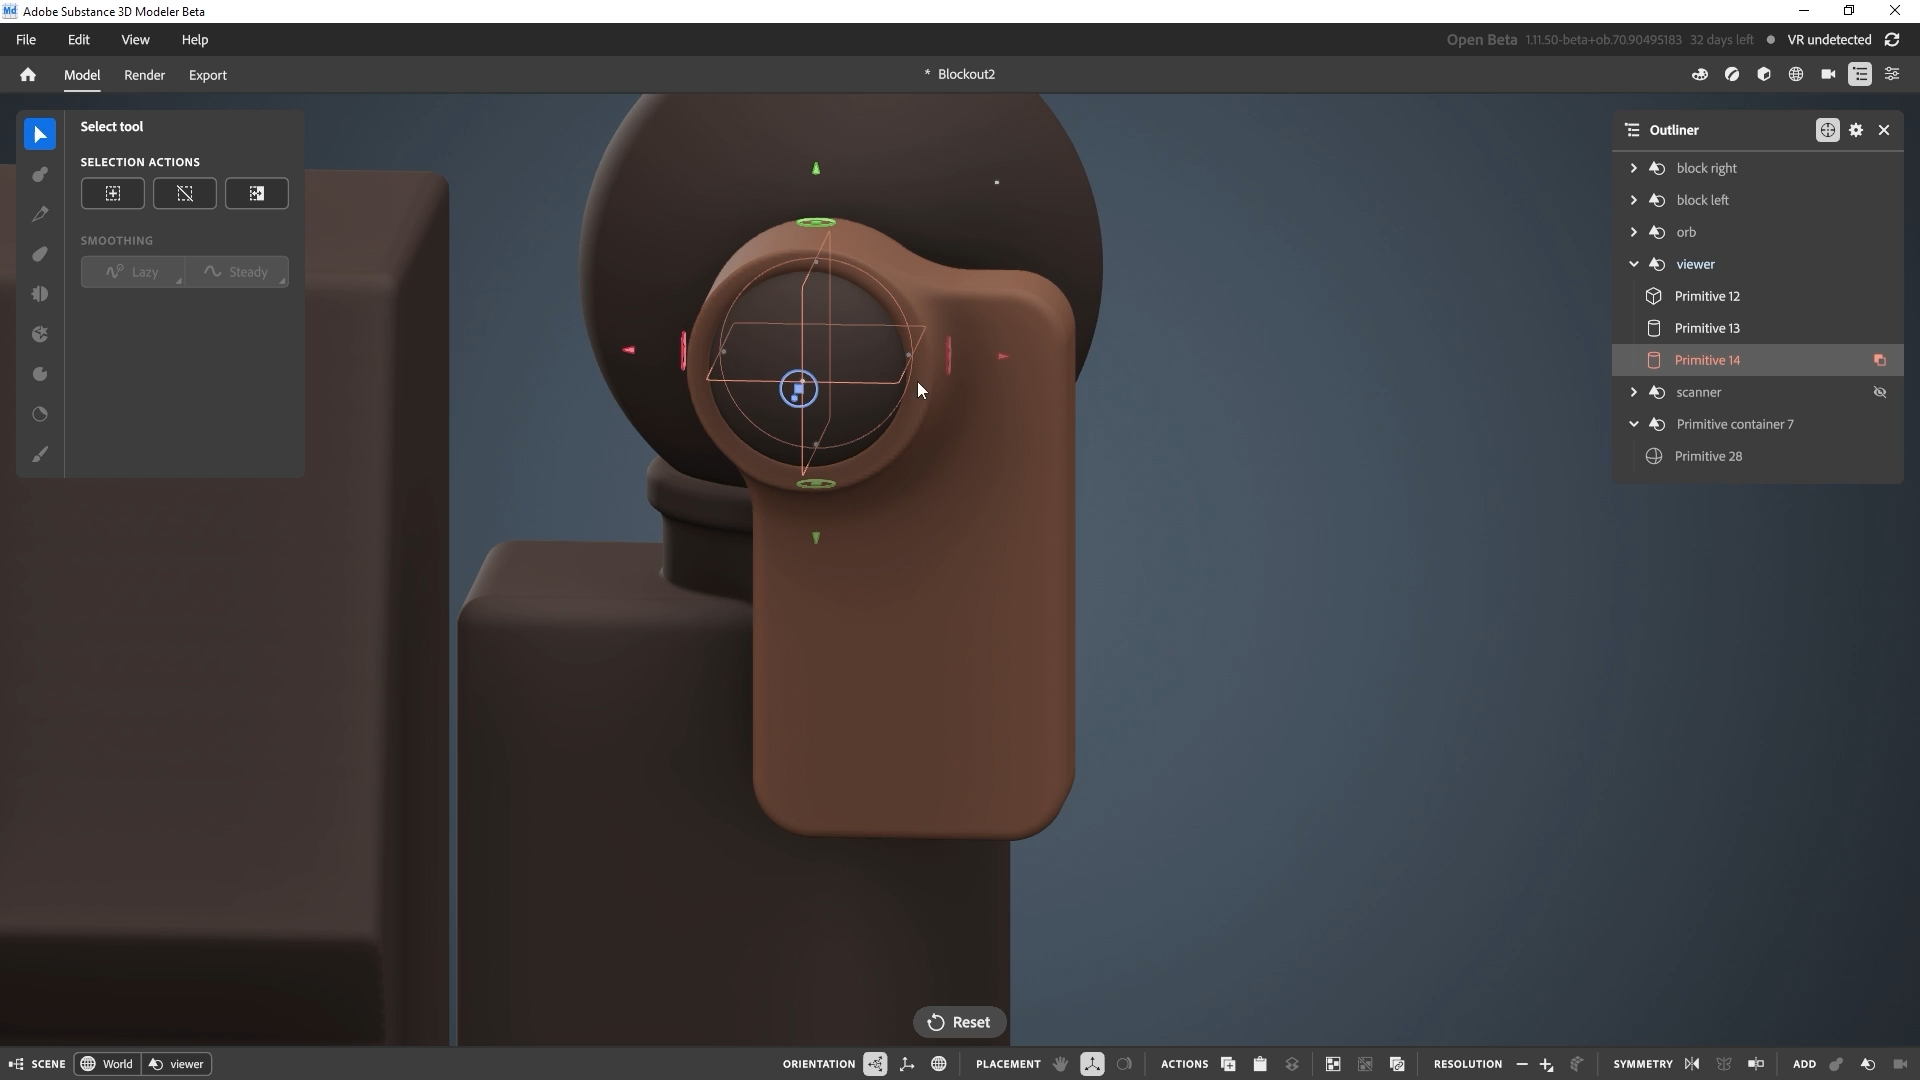 Md Adobe Substance 3D Modeler Beta
File Edit View Help
Open Beta 1.11.50-beta+ob.70.90495183 32 days left VR undetected
Model Render Export
* Blockout2
Select tool
SELECTION ACTIONS
SMOOTHING
Lazy Steady
Outliner
block right
block left
orb
viewer
Primitive 12
Primitive 13
Primitive 14
scanner
Primitive container 7
Primitive 28
Reset
SCENE World viewer
ORIENTATION PLACEMENT ACTIONS RESOLUTION SYMMETRY ADD